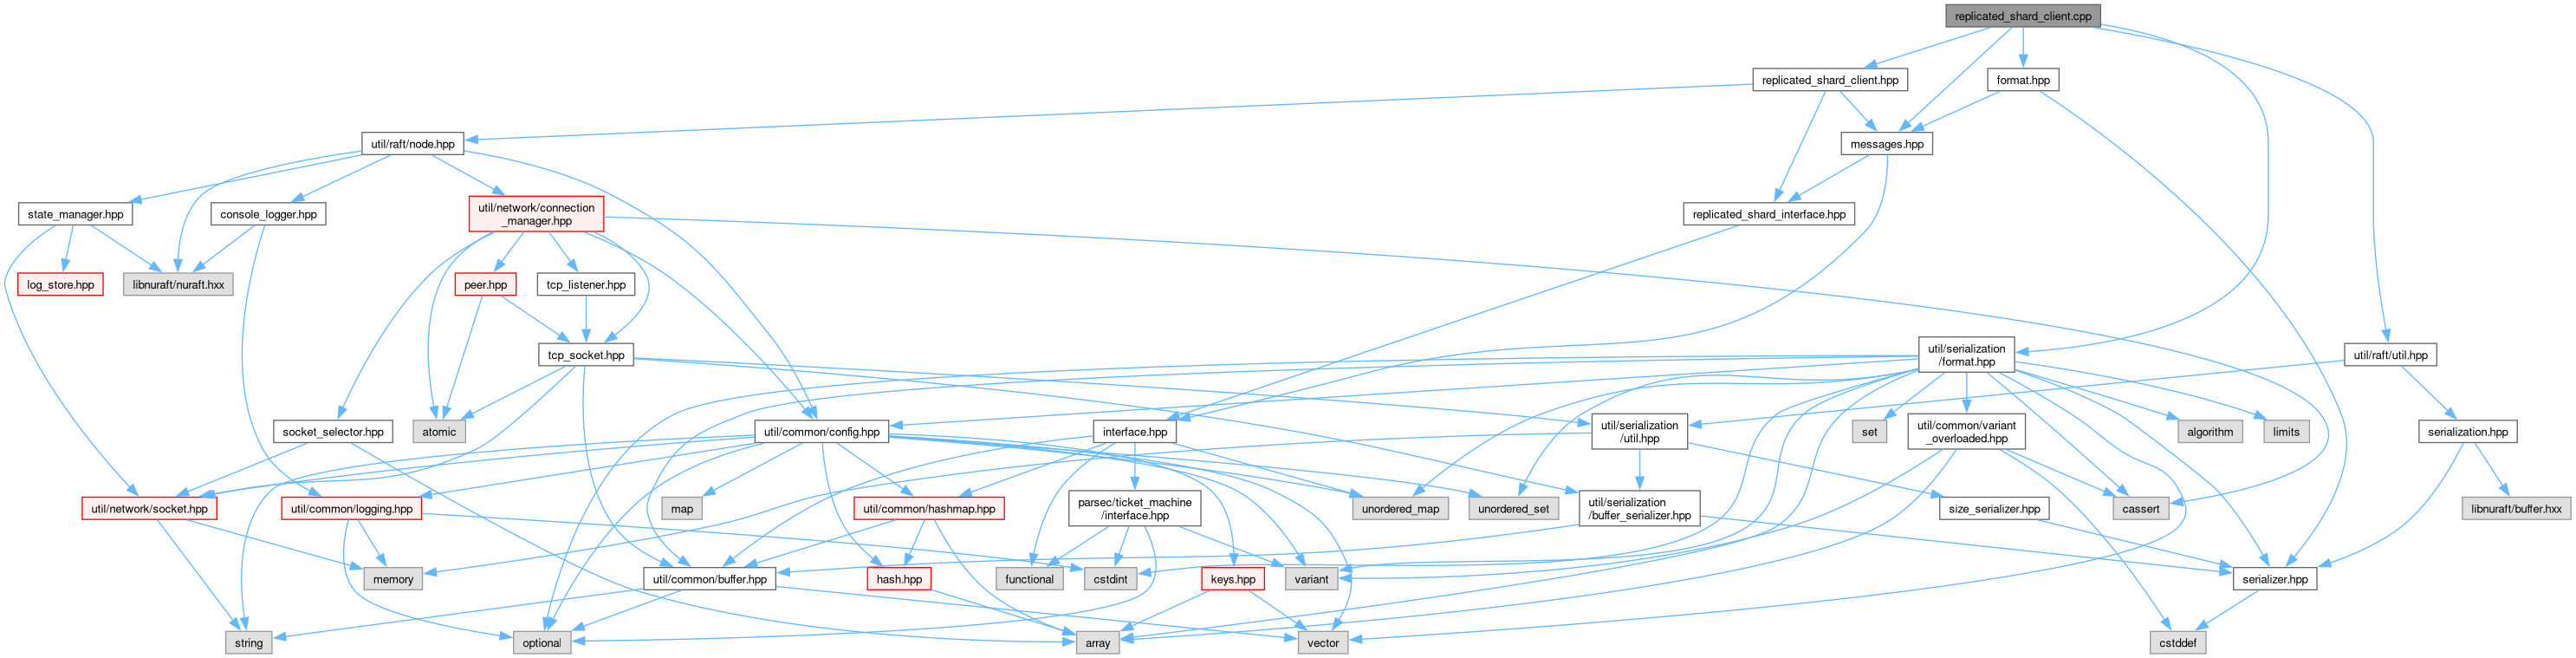 replicated_shard_client.cpp
replicated_shard_client.hpp
format.hpp
util/raft/node.hpp
messages.hpp
state_manager.hpp
console_logger.hpp
util/network/connection
_manager.hpp
replicated_shard_interface.hpp
log_store.hpp
libnuraft/nuraft.hxx
peer.hpp
tcp_listener.hpp
tcp_socket.hpp
util/serialization
/format.hpp
util/raft/util.hpp
socket_selector.hpp
atomic
util/common/config.hpp
interface.hpp
util/serialization
/util.hpp
set
util/common/variant
_overloaded.hpp
algorithm
limits
serialization.hpp
util/network/socket.hpp
util/common/logging.hpp
map
util/common/hashmap.hpp
parsec/ticket_machine
/interface.hpp
unordered_map
unordered_set
util/serialization
/buffer_serializer.hpp
size_serializer.hpp
cassert
libnuraft/buffer.hxx
memory
util/common/buffer.hpp
hash.hpp
functional
cstdint
keys.hpp
variant
serializer.hpp
string
optional
array
vector
cstddef